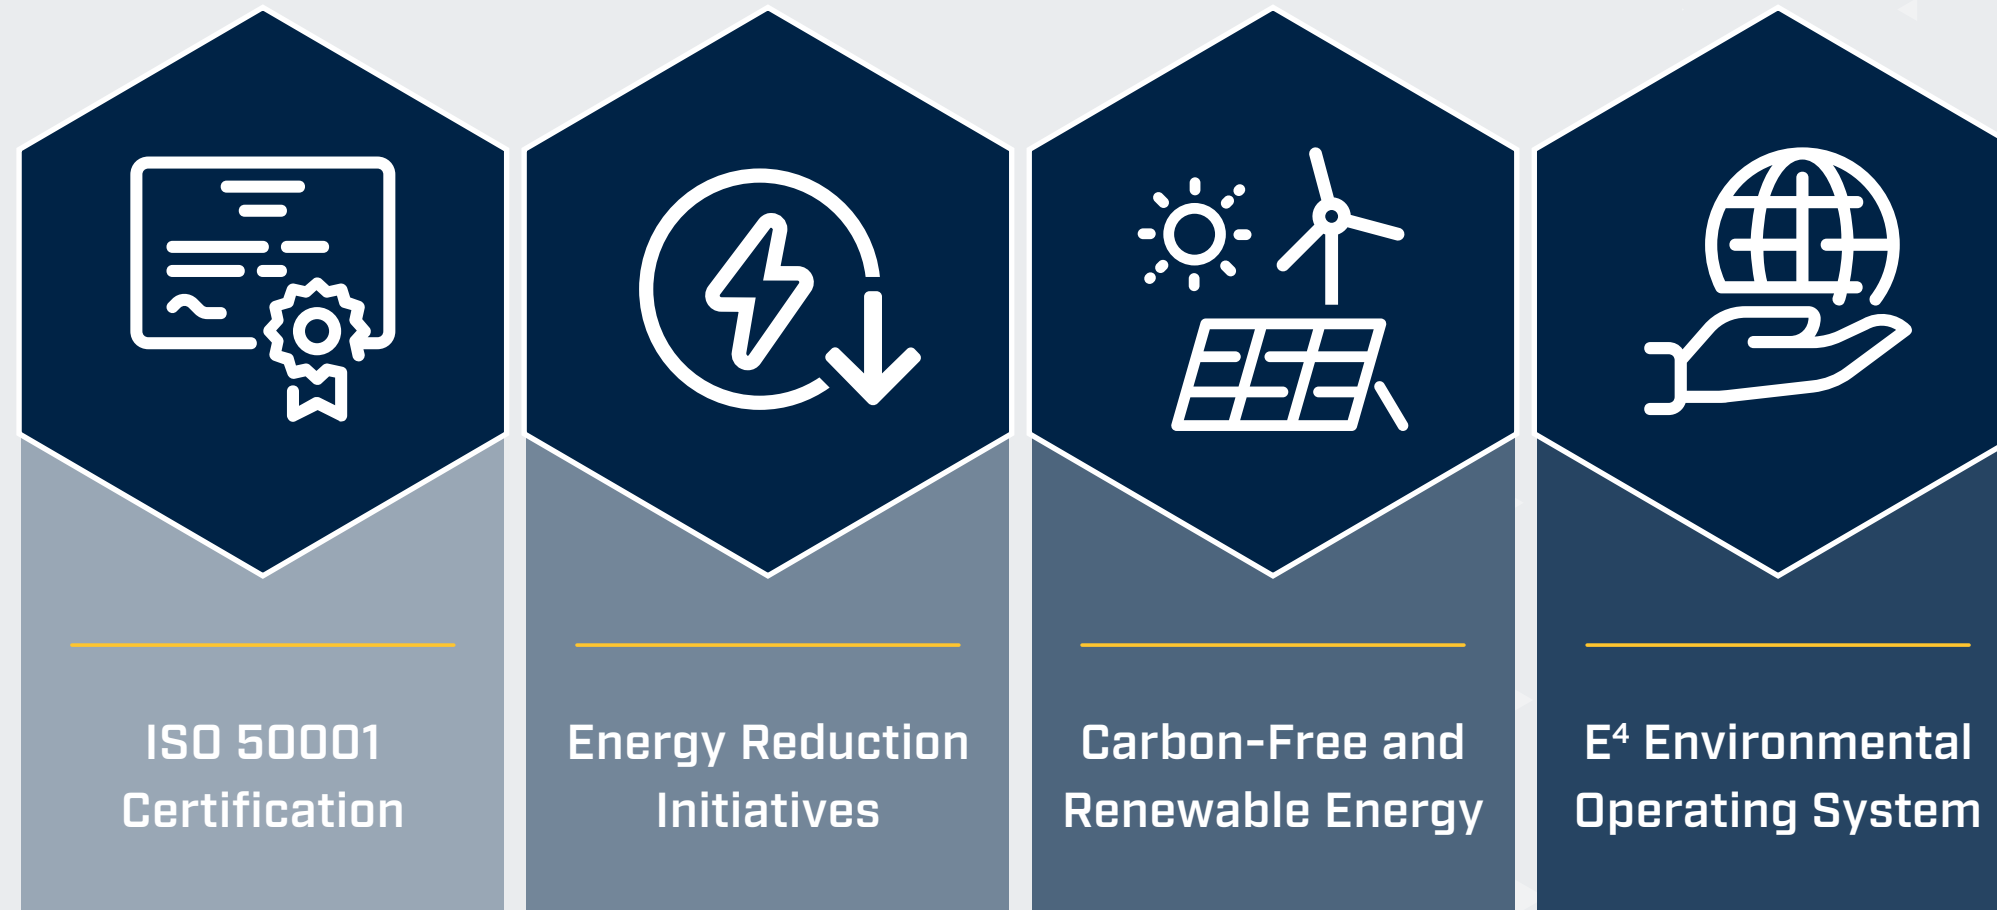 ISO 50001
Certification
Energy Reduction
Initiatives
Carbon-Free and
Renewable Energy
E⁴ Environmental
Operating System